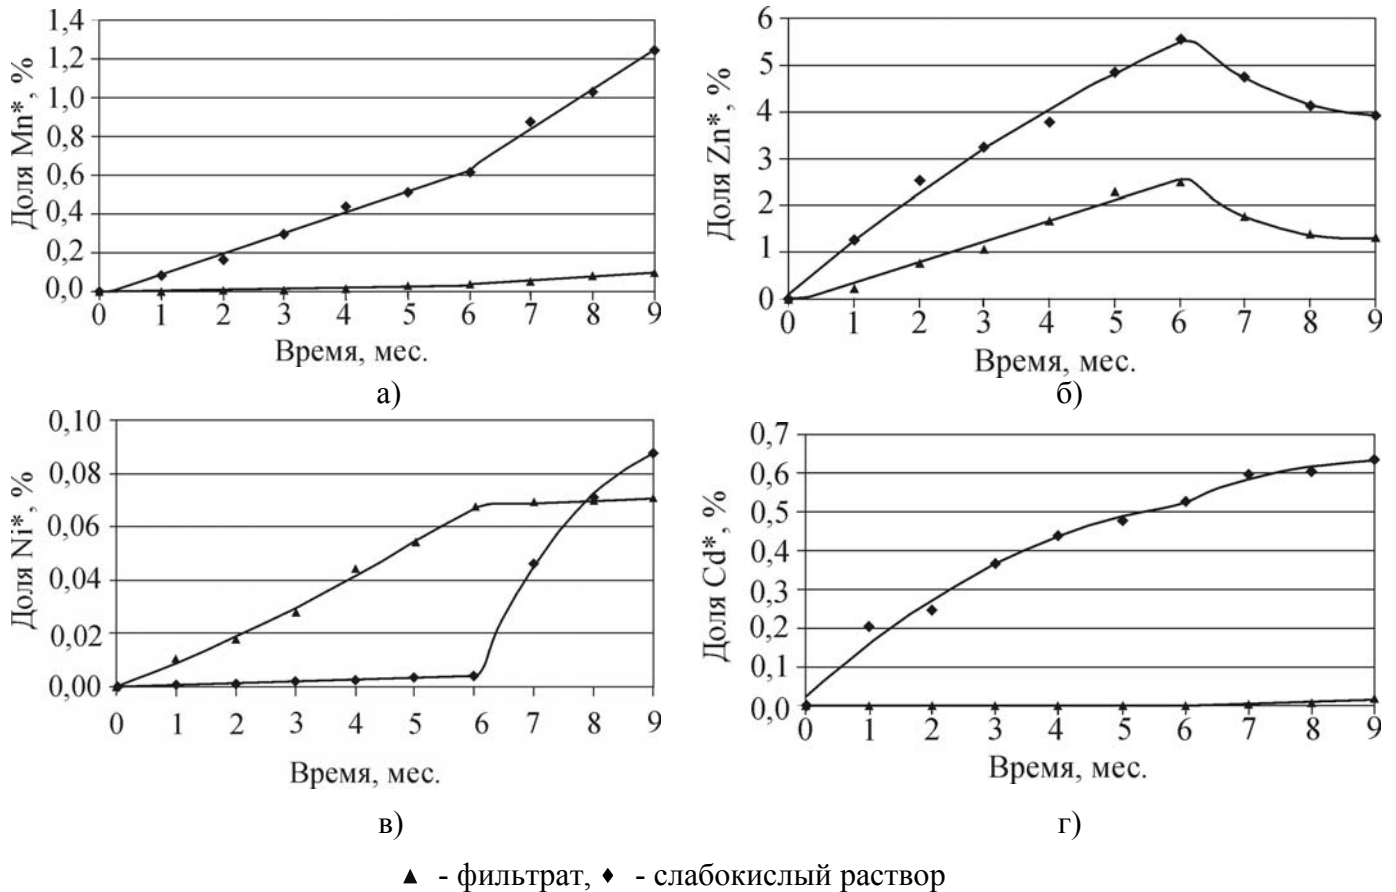 1,4
1,2
1,0
0,8
0,6
0,4
0,2
0,0
Доля Mn*, %
0 1 2 3 4 5 6 7 8 9
Время, мес.
а)
6
5
4
3
2
1
0
Доля Zn*, %
0 1 2 3 4 5 6 7 8 9
Время, мес.
б)
0,10
0,08
0,06
0,04
0,02
0,00
Доля Ni*, %
0 1 2 3 4 5 6 7 8 9
Время, мес.
в)
0,7
0,6
0,5
0,4
0,3
0,2
0,1
0,0
Доля Cd*, %
0 1 2 3 4 5 6 7 8 9
Время, мес.
г)
▲ - фильтрат, ♦ - слабокислый раствор